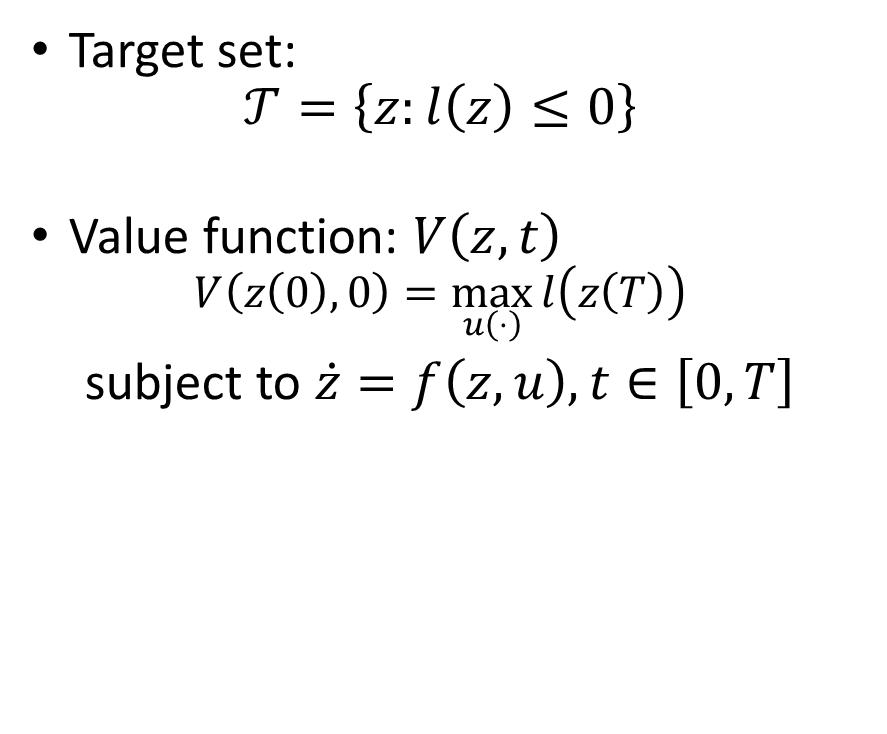 • Target set:
𝒯 = {z: l(z) ≤ 0}
• Value function: V(z, t)
V(z(0), 0) = max l(z(T))
u(·)
subject to ż = f(z, u), t ∈ [0, T]